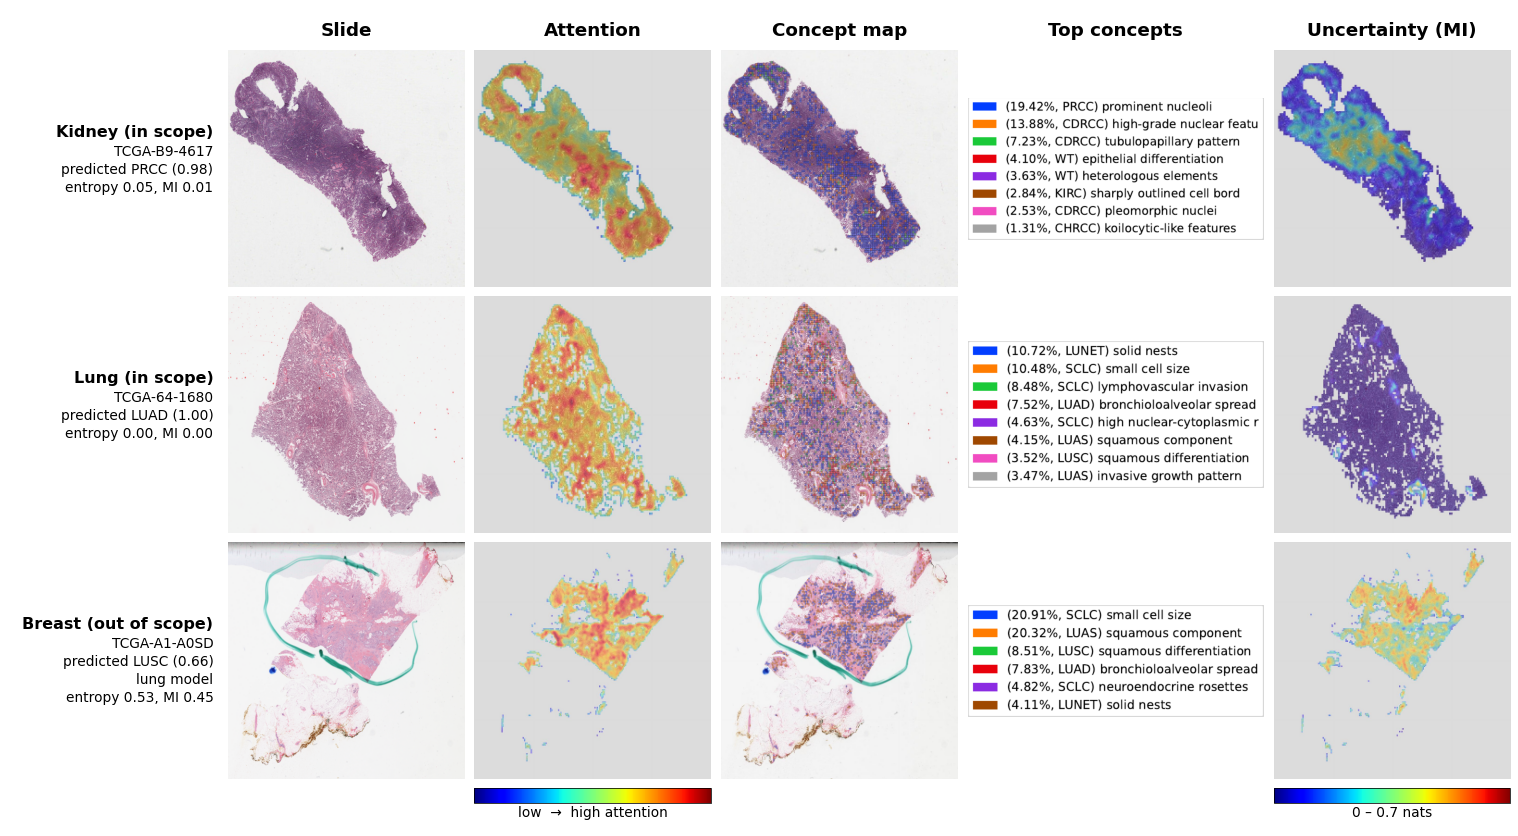 Slide
Attention
Concept map
Top concepts
Uncertainty (MI)
Kidney (in scope)
TCGA-B9-4617
predicted PRCC (0.98)
entropy 0.05, MI 0.01
(19.42%, PRCC) prominent nucleoli
(13.88%, CDRCC) high-grade nuclear featu
(7.23%, CDRCC) tubulopapillary pattern
(4.10%, WT) epithelial differentiation
(3.63%, WT) heterologous elements
(2.84%, KIRC) sharply outlined cell bord
(2.53%, CDRCC) pleomorphic nuclei
(1.31%, CHRCC) koilocytic-like features
Lung (in scope)
TCGA-64-1680
predicted LUAD (1.00)
entropy 0.00, MI 0.00
(10.72%, LUNET) solid nests
(10.48%, SCLC) small cell size
(8.48%, SCLC) lymphovascular invasion
(7.52%, LUAD) bronchioloalveolar spread
(4.63%, SCLC) high nuclear-cytoplasmic r
(4.15%, LUAS) squamous component
(3.52%, LUSC) squamous differentiation
(3.47%, LUAS) invasive growth pattern
Breast (out of scope)
TCGA-A1-A0SD
predicted LUSC (0.66)
lung model
entropy 0.53, MI 0.45
(20.91%, SCLC) small cell size
(20.32%, LUAS) squamous component
(8.51%, LUSC) squamous differentiation
(7.83%, LUAD) bronchioloalveolar spread
(4.82%, SCLC) neuroendocrine rosettes
(4.11%, LUNET) solid nests
low → high attention
0 – 0.7 nats